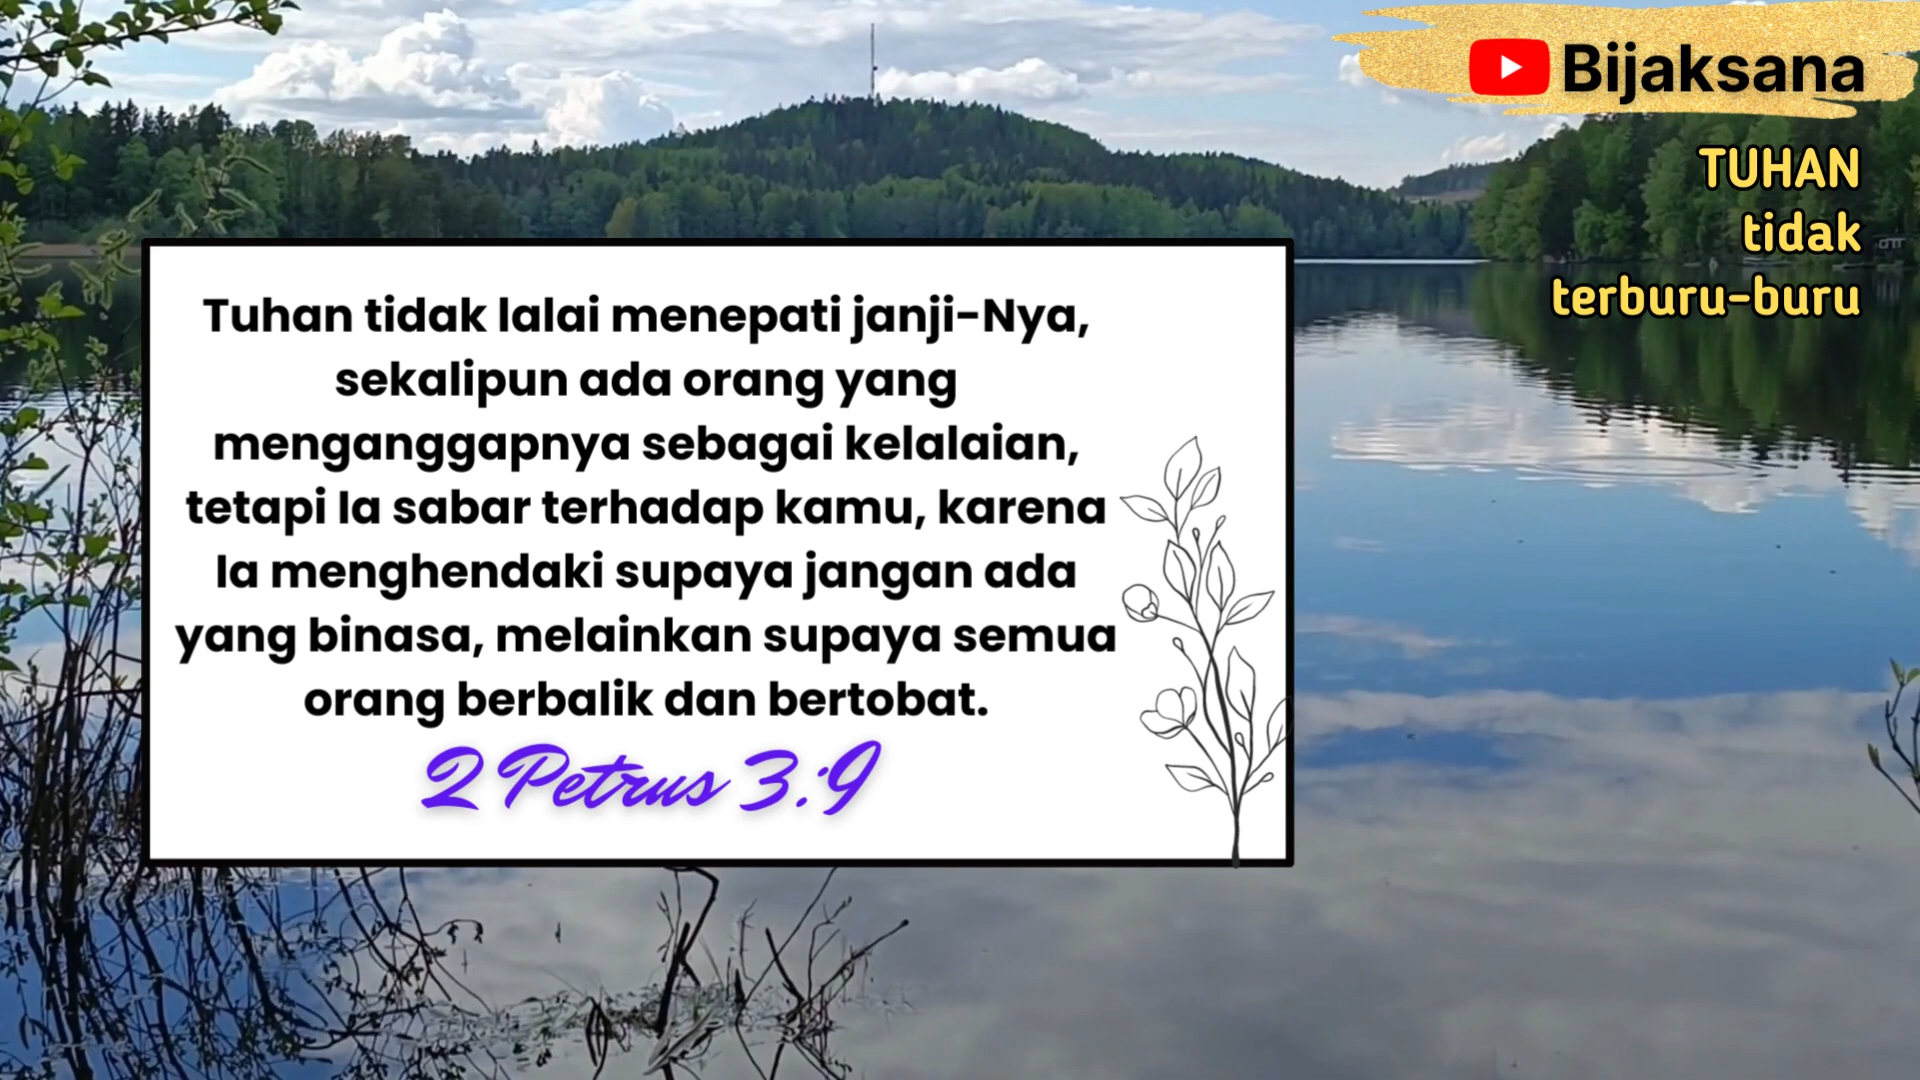 Bijaksana
TUHAN
tidak
terburu-buru
Tuhan tidak lalai menepati janji-Nya,
sekalipun ada orang yang
menganggapnya sebagai kelalaian,
tetapi Ia sabar terhadap kamu, karena
Ia menghendaki supaya jangan ada
yang binasa, melainkan supaya semua
orang berbalik dan bertobat.
2 Petrus 3:9